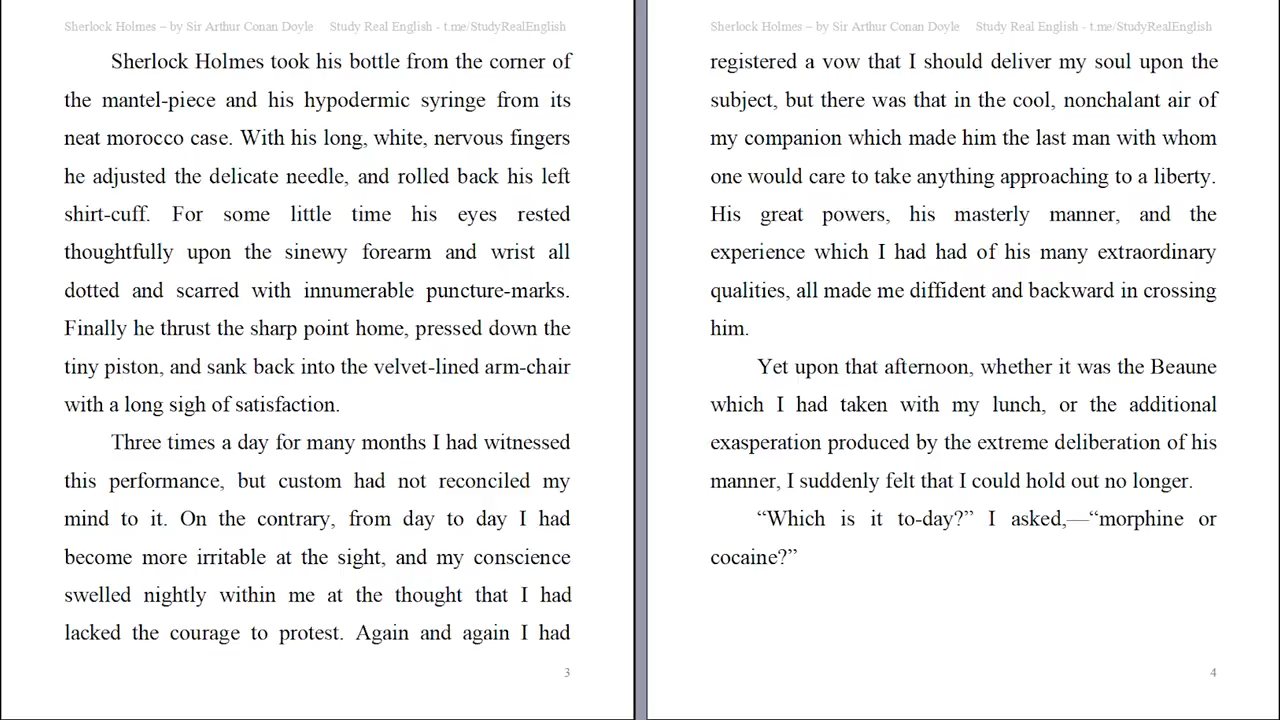 Sherlock Holmes – by Sir Arthur Conan Doyle Study Real English - t.me/StudyRealEnglish
Sherlock Holmes took his bottle from the corner of
the mantel-piece and his hypodermic syringe from its
neat morocco case. With his long, white, nervous fingers
he adjusted the delicate needle, and rolled back his left
shirt-cuff. For some little time his eyes rested
thoughtfully upon the sinewy forearm and wrist all
dotted and scarred with innumerable puncture-marks.
Finally he thrust the sharp point home, pressed down the
tiny piston, and sank back into the velvet-lined arm-chair
with a long sigh of satisfaction.
Three times a day for many months I had witnessed
this performance, but custom had not reconciled my
mind to it. On the contrary, from day to day I had
become more irritable at the sight, and my conscience
swelled nightly within me at the thought that I had
lacked the courage to protest. Again and again I had
3
Sherlock Holmes – by Sir Arthur Conan Doyle Study Real English - t.me/StudyRealEnglish
registered a vow that I should deliver my soul upon the
subject, but there was that in the cool, nonchalant air of
my companion which made him the last man with whom
one would care to take anything approaching to a liberty.
His great powers, his masterly manner, and the
experience which I had had of his many extraordinary
qualities, all made me diffident and backward in crossing
him.
Yet upon that afternoon, whether it was the Beaune
which I had taken with my lunch, or the additional
exasperation produced by the extreme deliberation of his
manner, I suddenly felt that I could hold out no longer.
“Which is it to-day?” I asked,—“morphine or
cocaine?”
4